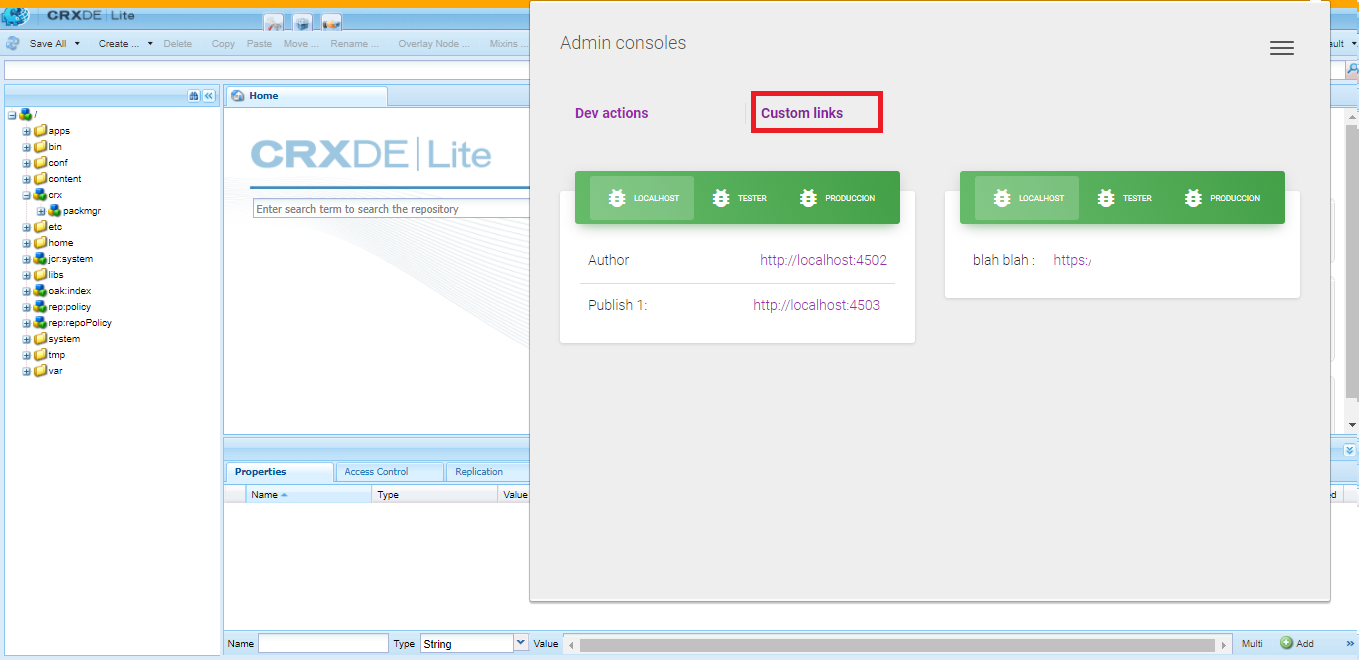 CRXDE | Lite
Save All Create ... Delete Copy Paste Move ... Rename ... Overlay Node ... Mixins ...
Home
/
apps
bin
conf
content
crx
packmgr
etc
home
jcr:system
libs
oak:index
rep:policy
rep:repoPolicy
system
tmp
var
CRXDE | Lite
Enter search term to search the repository
Admin consoles
Dev actions
Custom links
LOCALHOST TESTER PRODUCCION
Author http://localhost:4502
Publish 1: http://localhost:4503
LOCALHOST TESTER PRODUCCION
blah blah : https:/
Properties Access Control Replication
Name Type Value
Name Type String Value Multi Add